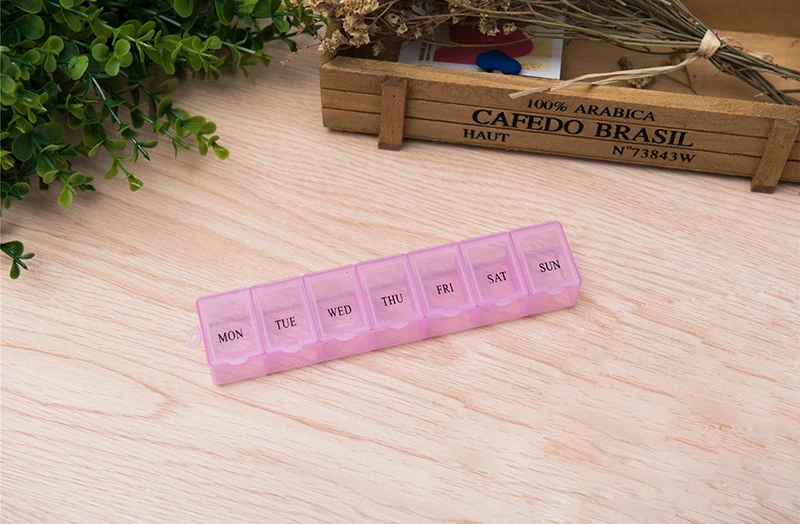 100% ARABICA
CAFEDO BRASIL
HAUT
N°73843W
MON
TUE
WED
THU
FRI
SAT
SUN